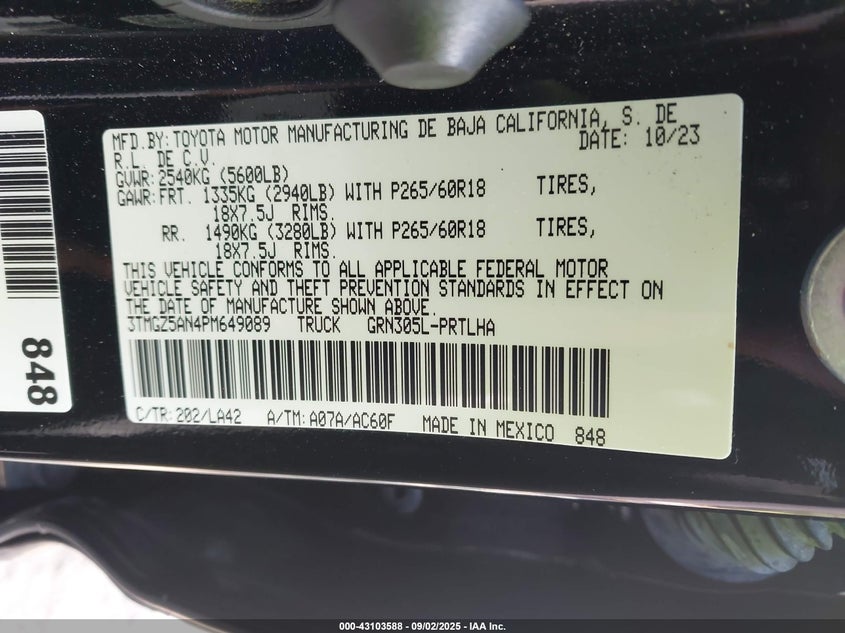 MFD.BY: TOYOTA MOTOR MANUFACTURING DE BAJA CALIFORNIA, S. DE
R.L. DE C.V. DATE: 10/23
GVWR: 2540KG (5600LB)
GAWR: FRT. 1335KG (2940LB) WITH P265/60R18 TIRES,
18X7.5J RIMS.
RR. 1490KG (3280LB) WITH P265/60R18 TIRES,
18X7.5J RIMS.
THIS VEHICLE CONFORMS TO ALL APPLICABLE FEDERAL MOTOR
VEHICLE SAFETY AND THEFT PREVENTION STANDARDS IN EFFECT ON
THE DATE OF MANUFACTURE SHOWN ABOVE.
3TMGZ5AN4PM649089 TRUCK GRN305L-PRTLHA
C/TR: 202/LA42 A/TM: A07A/AC60F MADE IN MEXICO 848
848
000-43103588 - 09/02/2025 - IAA Inc.